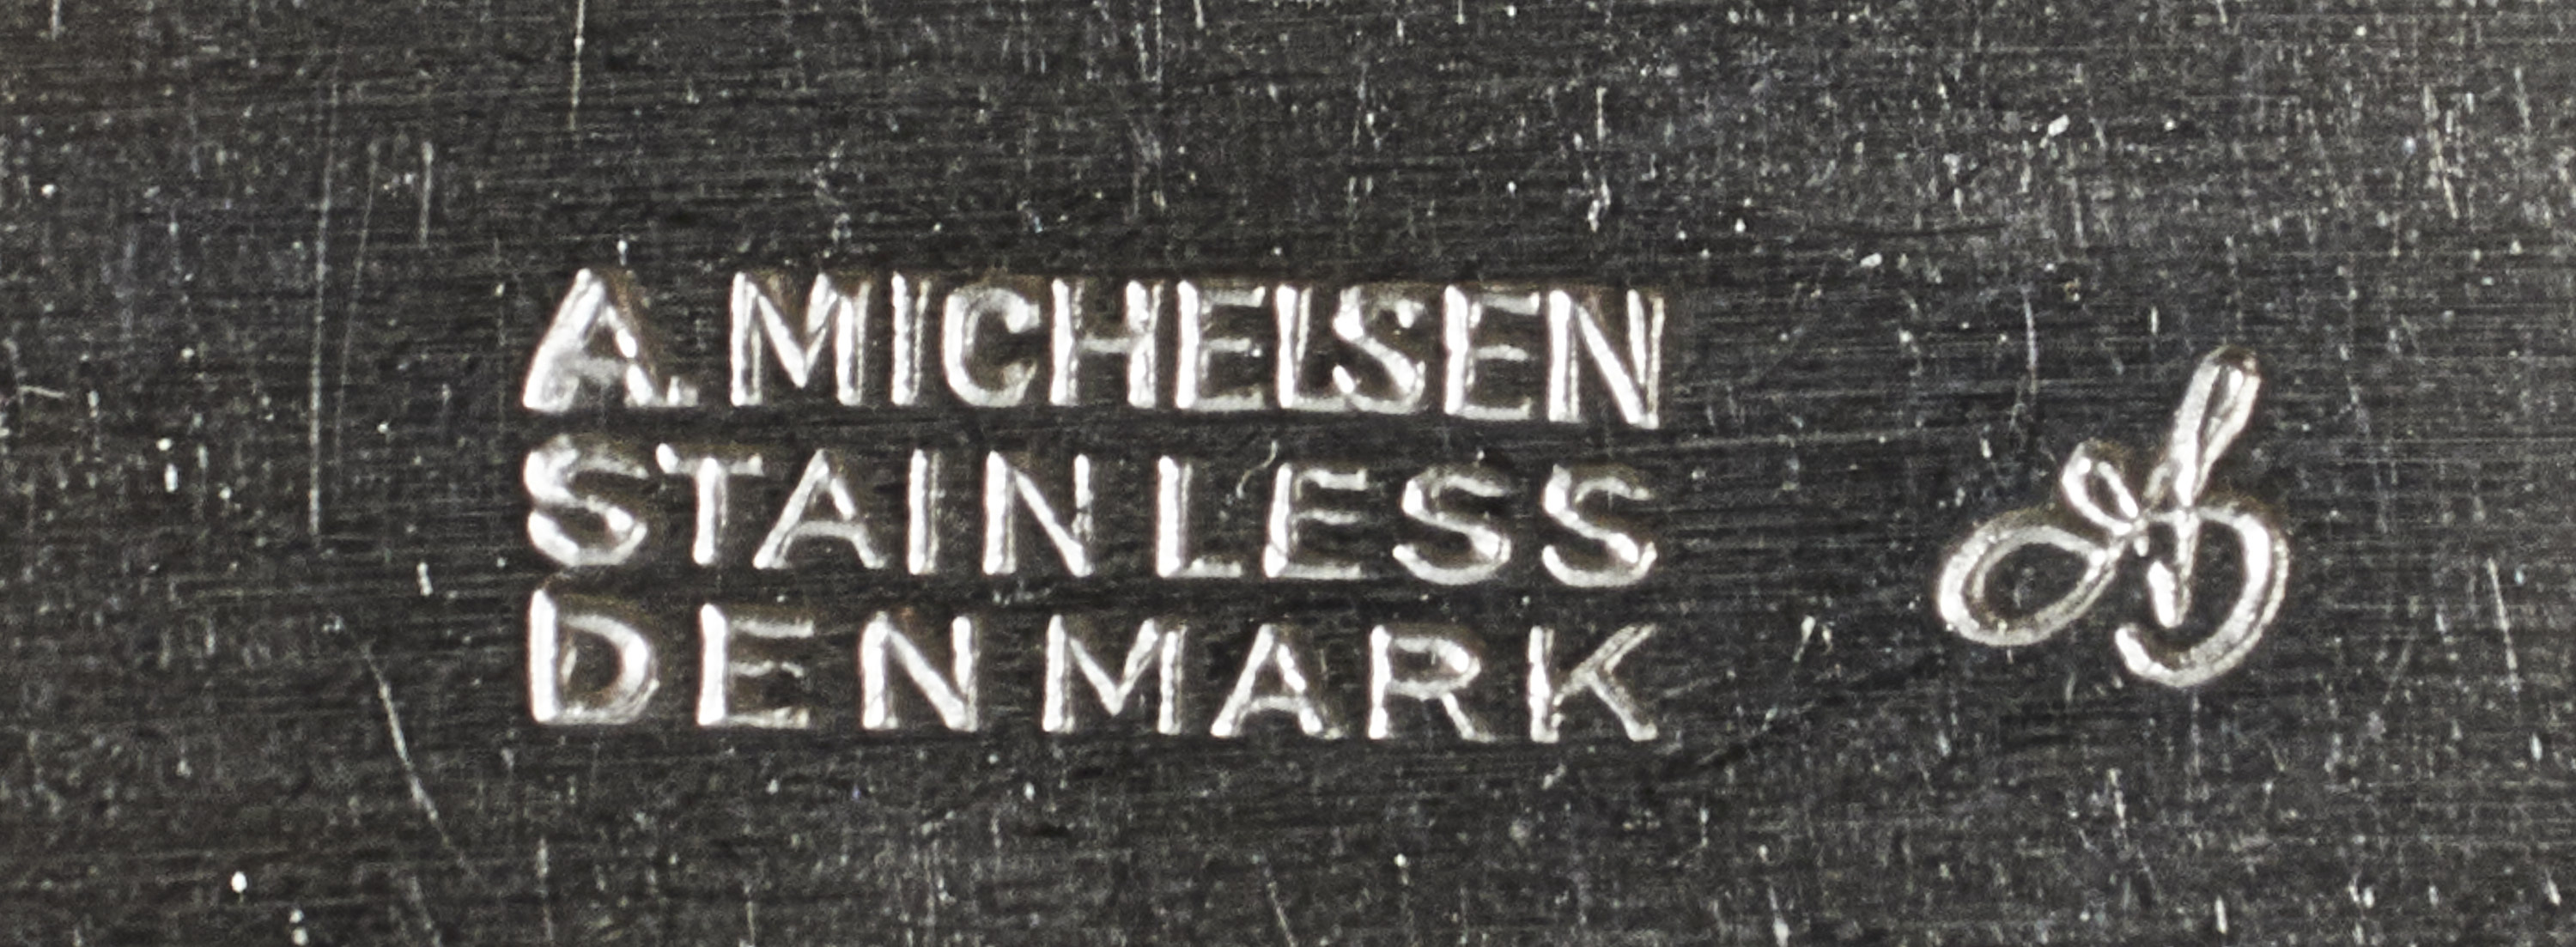 A. MICHELSEN
STAINLESS
DENMARK